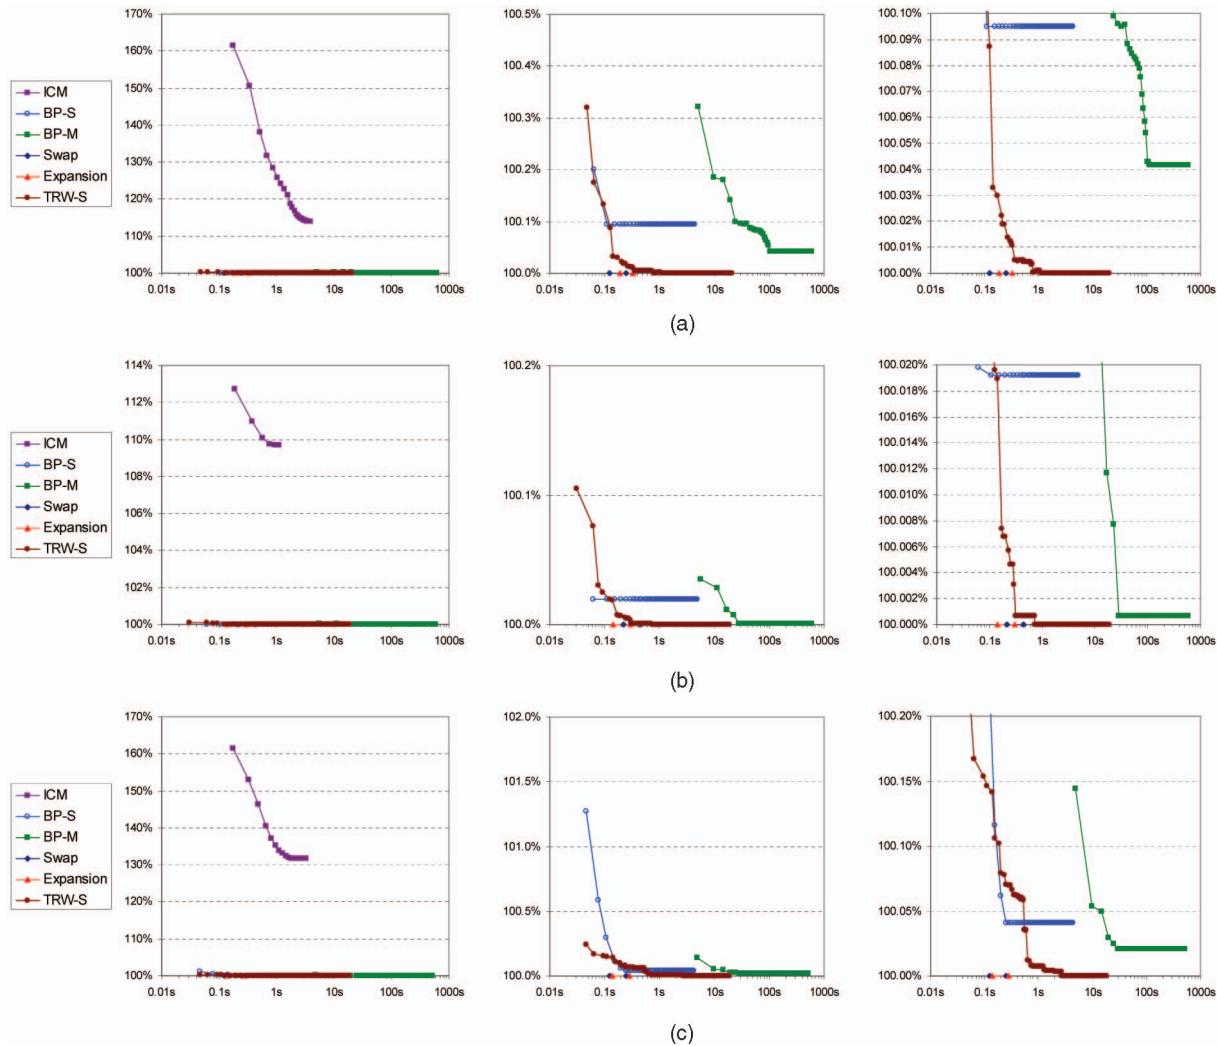 170%
160%
150%
140%
130%
120%
110%
100%
0.01s 0.1s 1s 10s 100s 1000s
ICM
BP-S
BP-M
Swap
Expansion
TRW-S
100.5%
100.4%
100.3%
100.2%
100.1%
100.0%
0.01s 0.1s 1s 10s 100s 1000s
100.10%
100.09%
100.08%
100.07%
100.06%
100.05%
100.04%
100.03%
100.02%
100.01%
100.00%
0.01s 0.1s 1s 10s 100s 1000s
(a)
114%
112%
110%
108%
106%
104%
102%
100%
0.01s 0.1s 1s 10s 100s 1000s
ICM
BP-S
BP-M
Swap
Expansion
TRW-S
100.2%
100.1%
100.0%
0.01s 0.1s 1s 10s 100s 1000s
100.020%
100.018%
100.016%
100.014%
100.012%
100.010%
100.008%
100.006%
100.004%
100.002%
100.000%
0.01s 0.1s 1s 10s 100s 1000s
(b)
170%
160%
150%
140%
130%
120%
110%
100%
0.01s 0.1s 1s 10s 100s 1000s
ICM
BP-S
BP-M
Swap
Expansion
TRW-S
102.0%
101.5%
101.0%
100.5%
100.0%
0.01s 0.1s 1s 10s 100s 1000s
100.20%
100.15%
100.10%
100.05%
100.00%
0.01s 0.1s 1s 10s 100s 1000s
(c)